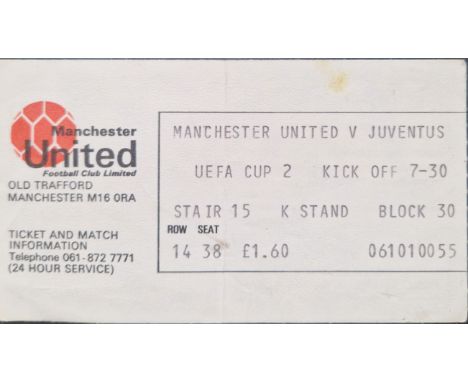 Manchester
United
Football Club Limited
OLD TRAFFORD
MANCHESTER M16 0RA
TICKET AND MATCH
INFORMATION
Telephone 061-872 7771
(24 HOUR SERVICE)
MANCHESTER UNITED V JUVENTUS
UEFA CUP 2 KICK OFF 7-30
STAIR 15 K STAND BLOCK 30
ROW SEAT
14 38 £1.60 061010055